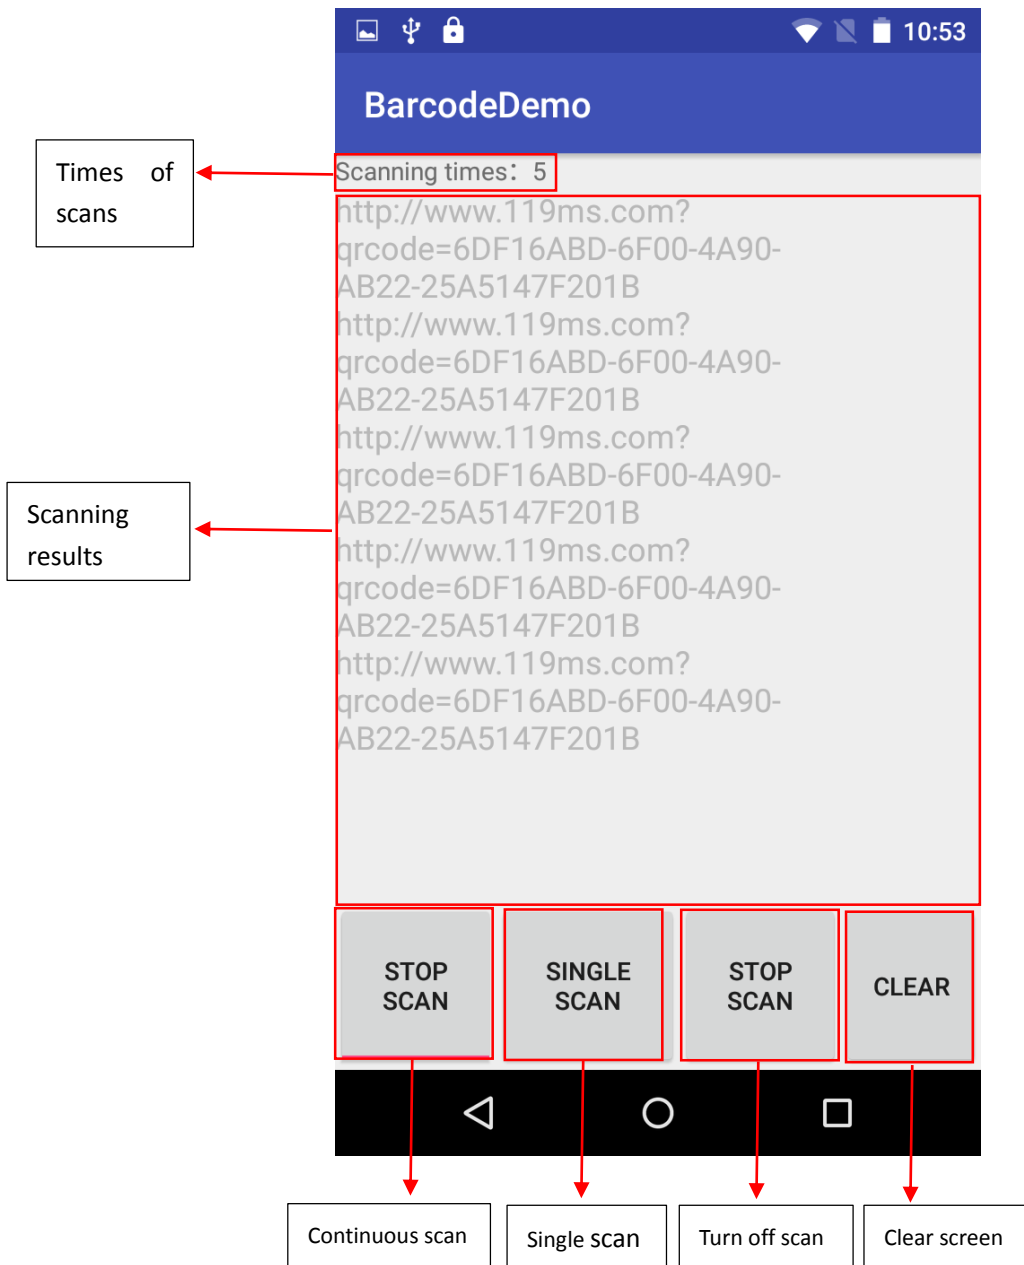 10:53
BarcodeDemo
Times of
scans
Scanning times: 5
http://www.119ms.com?
qrcode=6DF16ABD-6F00-4A90-
AB22-25A5147F201B
http://www.119ms.com?
qrcode=6DF16ABD-6F00-4A90-
AB22-25A5147F201B
http://www.119ms.com?
qrcode=6DF16ABD-6F00-4A90-
AB22-25A5147F201B
http://www.119ms.com?
qrcode=6DF16ABD-6F00-4A90-
AB22-25A5147F201B
http://www.119ms.com?
qrcode=6DF16ABD-6F00-4A90-
AB22-25A5147F201B
Scanning
results
STOP
SCAN
SINGLE
SCAN
STOP
SCAN
CLEAR
Continuous scan
Single scan
Turn off scan
Clear screen